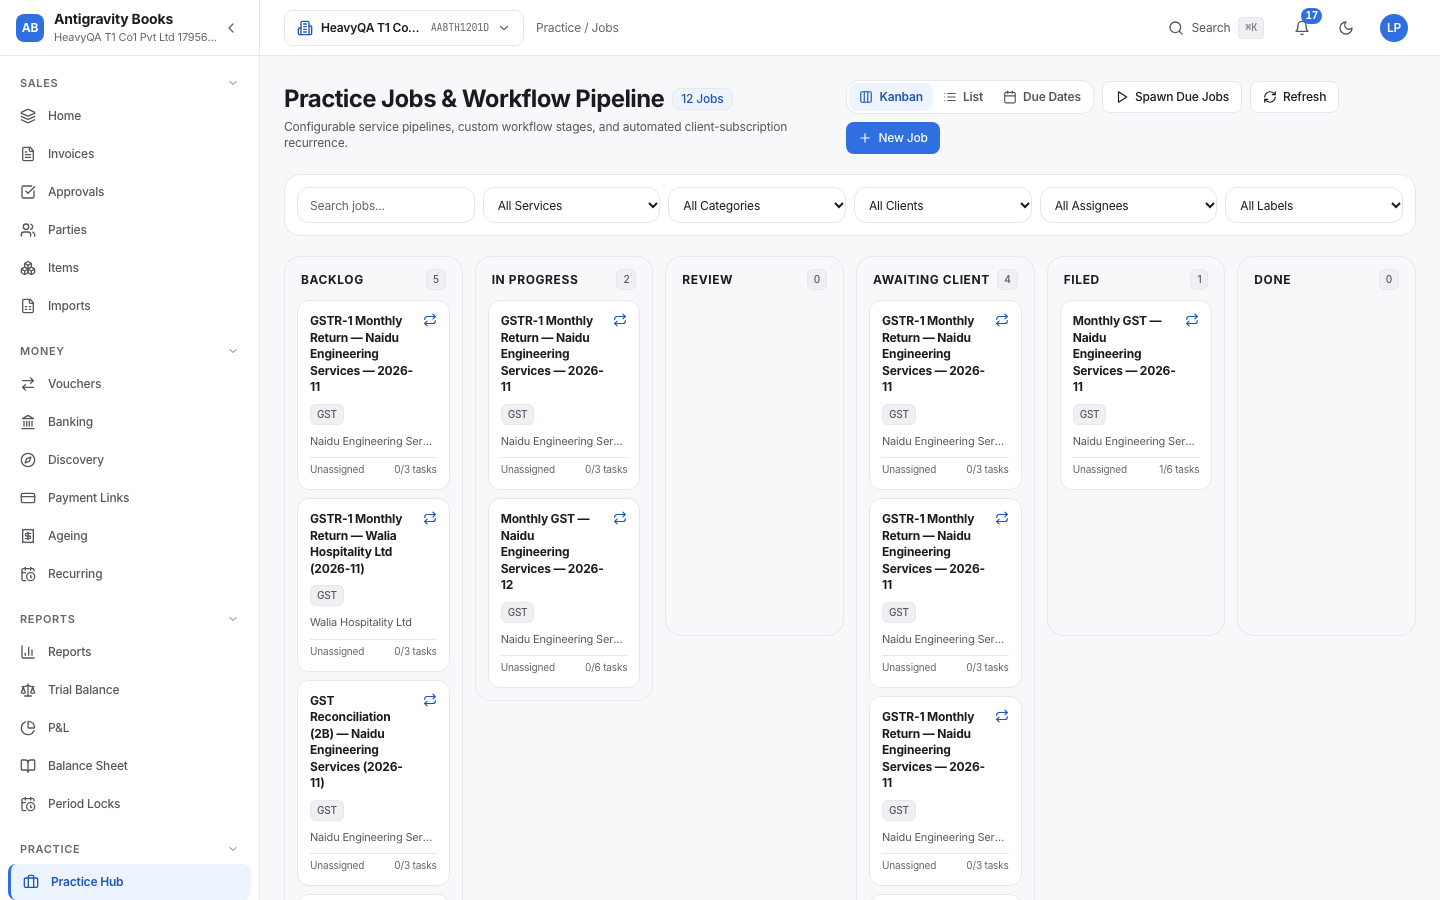 AB
Antigravity Books
HeavyQA T1 Co1 Pvt Ltd 17956...
SALES
Home
Invoices
Approvals
Parties
Items
Imports
MONEY
Vouchers
Banking
Discovery
Payment Links
Ageing
Recurring
REPORTS
Reports
Trial Balance
P&L
Balance Sheet
Period Locks
PRACTICE
Practice Hub
HeavyQA T1 Co... AABTH1201D
Practice / Jobs
Search ⌘K
17
LP
Practice Jobs & Workflow Pipeline 12 Jobs
Configurable service pipelines, custom workflow stages, and automated client-subscription
recurrence.
Kanban List Due Dates
Spawn Due Jobs
Refresh
New Job
Search jobs...
All Services
All Categories
All Clients
All Assignees
All Labels
BACKLOG 5
GSTR-1 Monthly
Return — Naidu
Engineering
Services — 2026-
11
GST
Naidu Engineering Ser...
Unassigned 0/3 tasks
GSTR-1 Monthly
Return — Walia
Hospitality Ltd
(2026-11)
GST
Walia Hospitality Ltd
Unassigned 0/3 tasks
GST
Reconciliation
(2B) — Naidu
Engineering
Services (2026-
11)
GST
Naidu Engineering Ser...
Unassigned 0/3 tasks
IN PROGRESS 2
GSTR-1 Monthly
Return — Naidu
Engineering
Services — 2026-
11
GST
Naidu Engineering Ser...
Unassigned 0/3 tasks
Monthly GST —
Naidu
Engineering
Services — 2026-
12
GST
Naidu Engineering Ser...
Unassigned 0/6 tasks
REVIEW 0
AWAITING CLIENT 4
GSTR-1 Monthly
Return — Naidu
Engineering
Services — 2026-
11
GST
Naidu Engineering Ser...
Unassigned 0/3 tasks
GSTR-1 Monthly
Return — Naidu
Engineering
Services — 2026-
11
GST
Naidu Engineering Ser...
Unassigned 0/3 tasks
GSTR-1 Monthly
Return — Naidu
Engineering
Services — 2026-
11
GST
Naidu Engineering Ser...
Unassigned 0/3 tasks
FILED 1
Monthly GST —
Naidu
Engineering
Services — 2026-
11
GST
Naidu Engineering Ser...
Unassigned 1/6 tasks
DONE 0